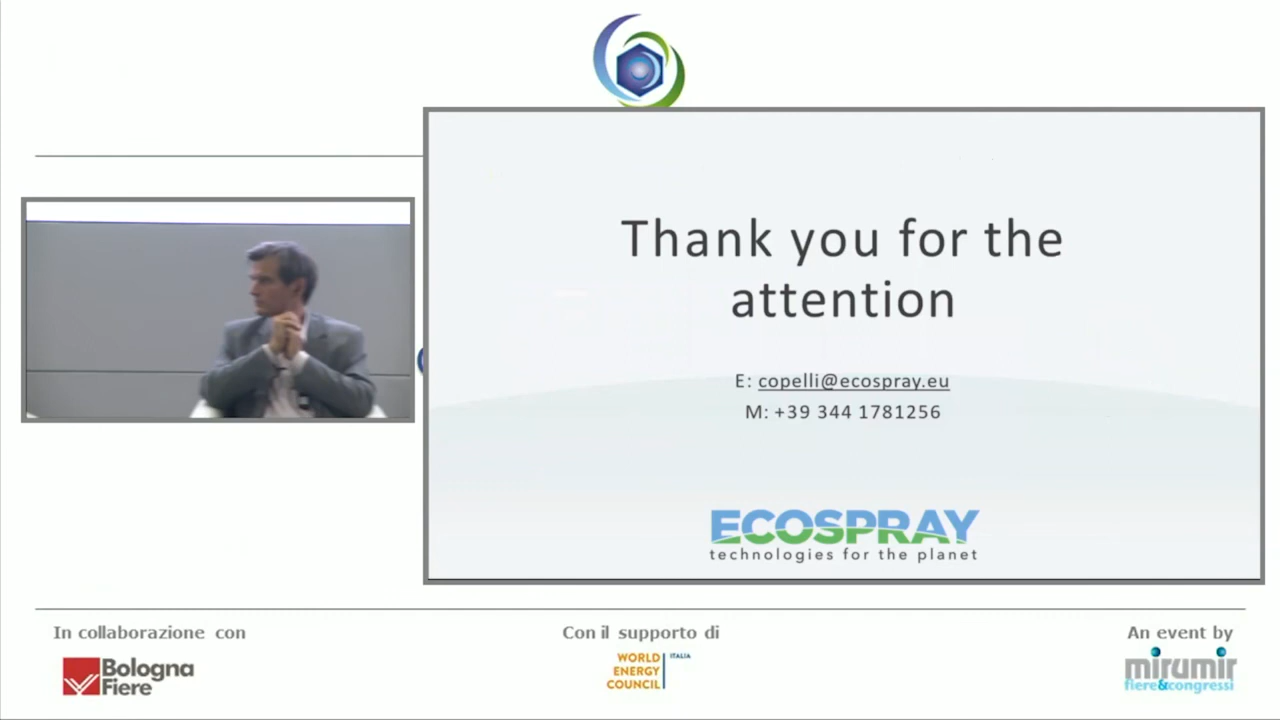 Thank you for the
attention
E: copelli@ecospray.eu
M: +39 344 1781256
ECOSPRAY
technologies for the planet
In collaborazione con
Bologna
Fiere
Con il supporto di
WORLD
ENERGY
COUNCIL
ITALIA
An event by
mirumir
fiere&congressi